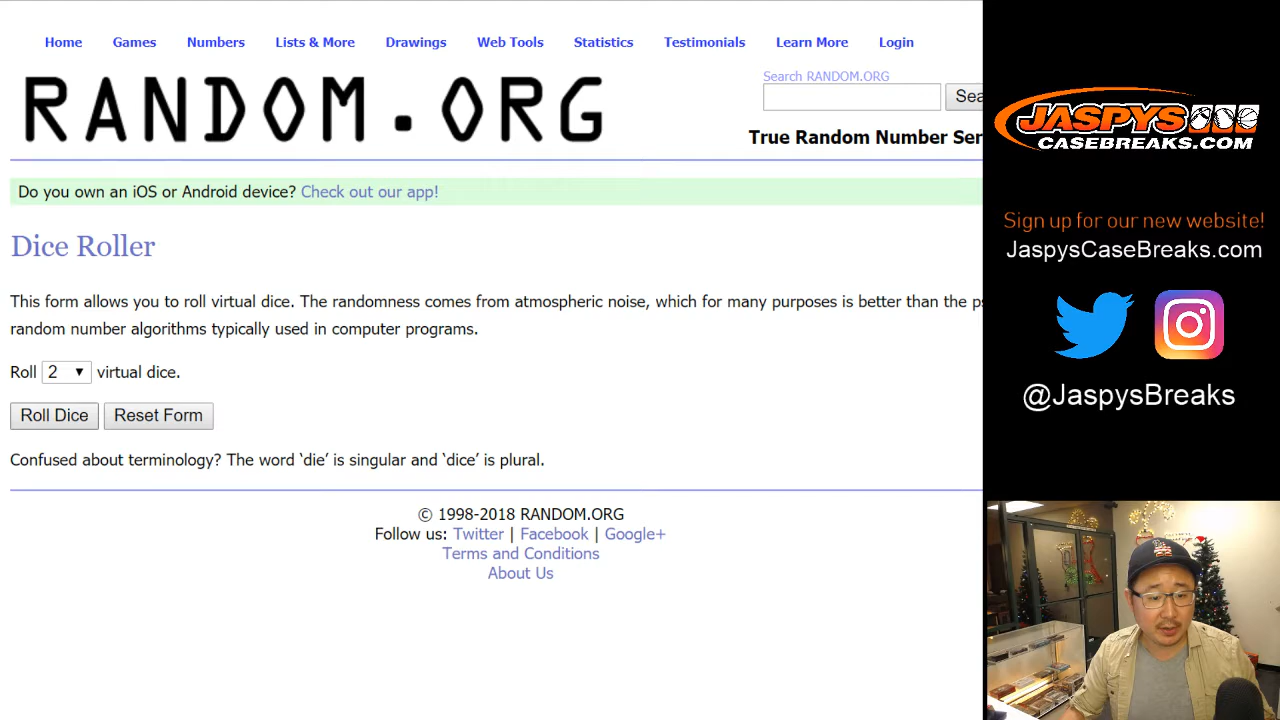 Home Games Numbers Lists & More Drawings Web Tools Statistics Testimonials Learn More Login
RANDOM.ORG
Search RANDOM.ORG
Sea
True Random Number Ser
Do you own an iOS or Android device? Check out our app!
Dice Roller
This form allows you to roll virtual dice. The randomness comes from atmospheric noise, which for many purposes is better than the ps
random number algorithms typically used in computer programs.
Roll 2 ▼ virtual dice.
Roll Dice Reset Form
Confused about terminology? The word ‘die’ is singular and ‘dice’ is plural.
© 1998-2018 RANDOM.ORG
Follow us: Twitter | Facebook | Google+
Terms and Conditions
About Us
JASPYS
CASEBREAKS.COM
Sign up for our new website!
JaspysCaseBreaks.com
@JaspysBreaks